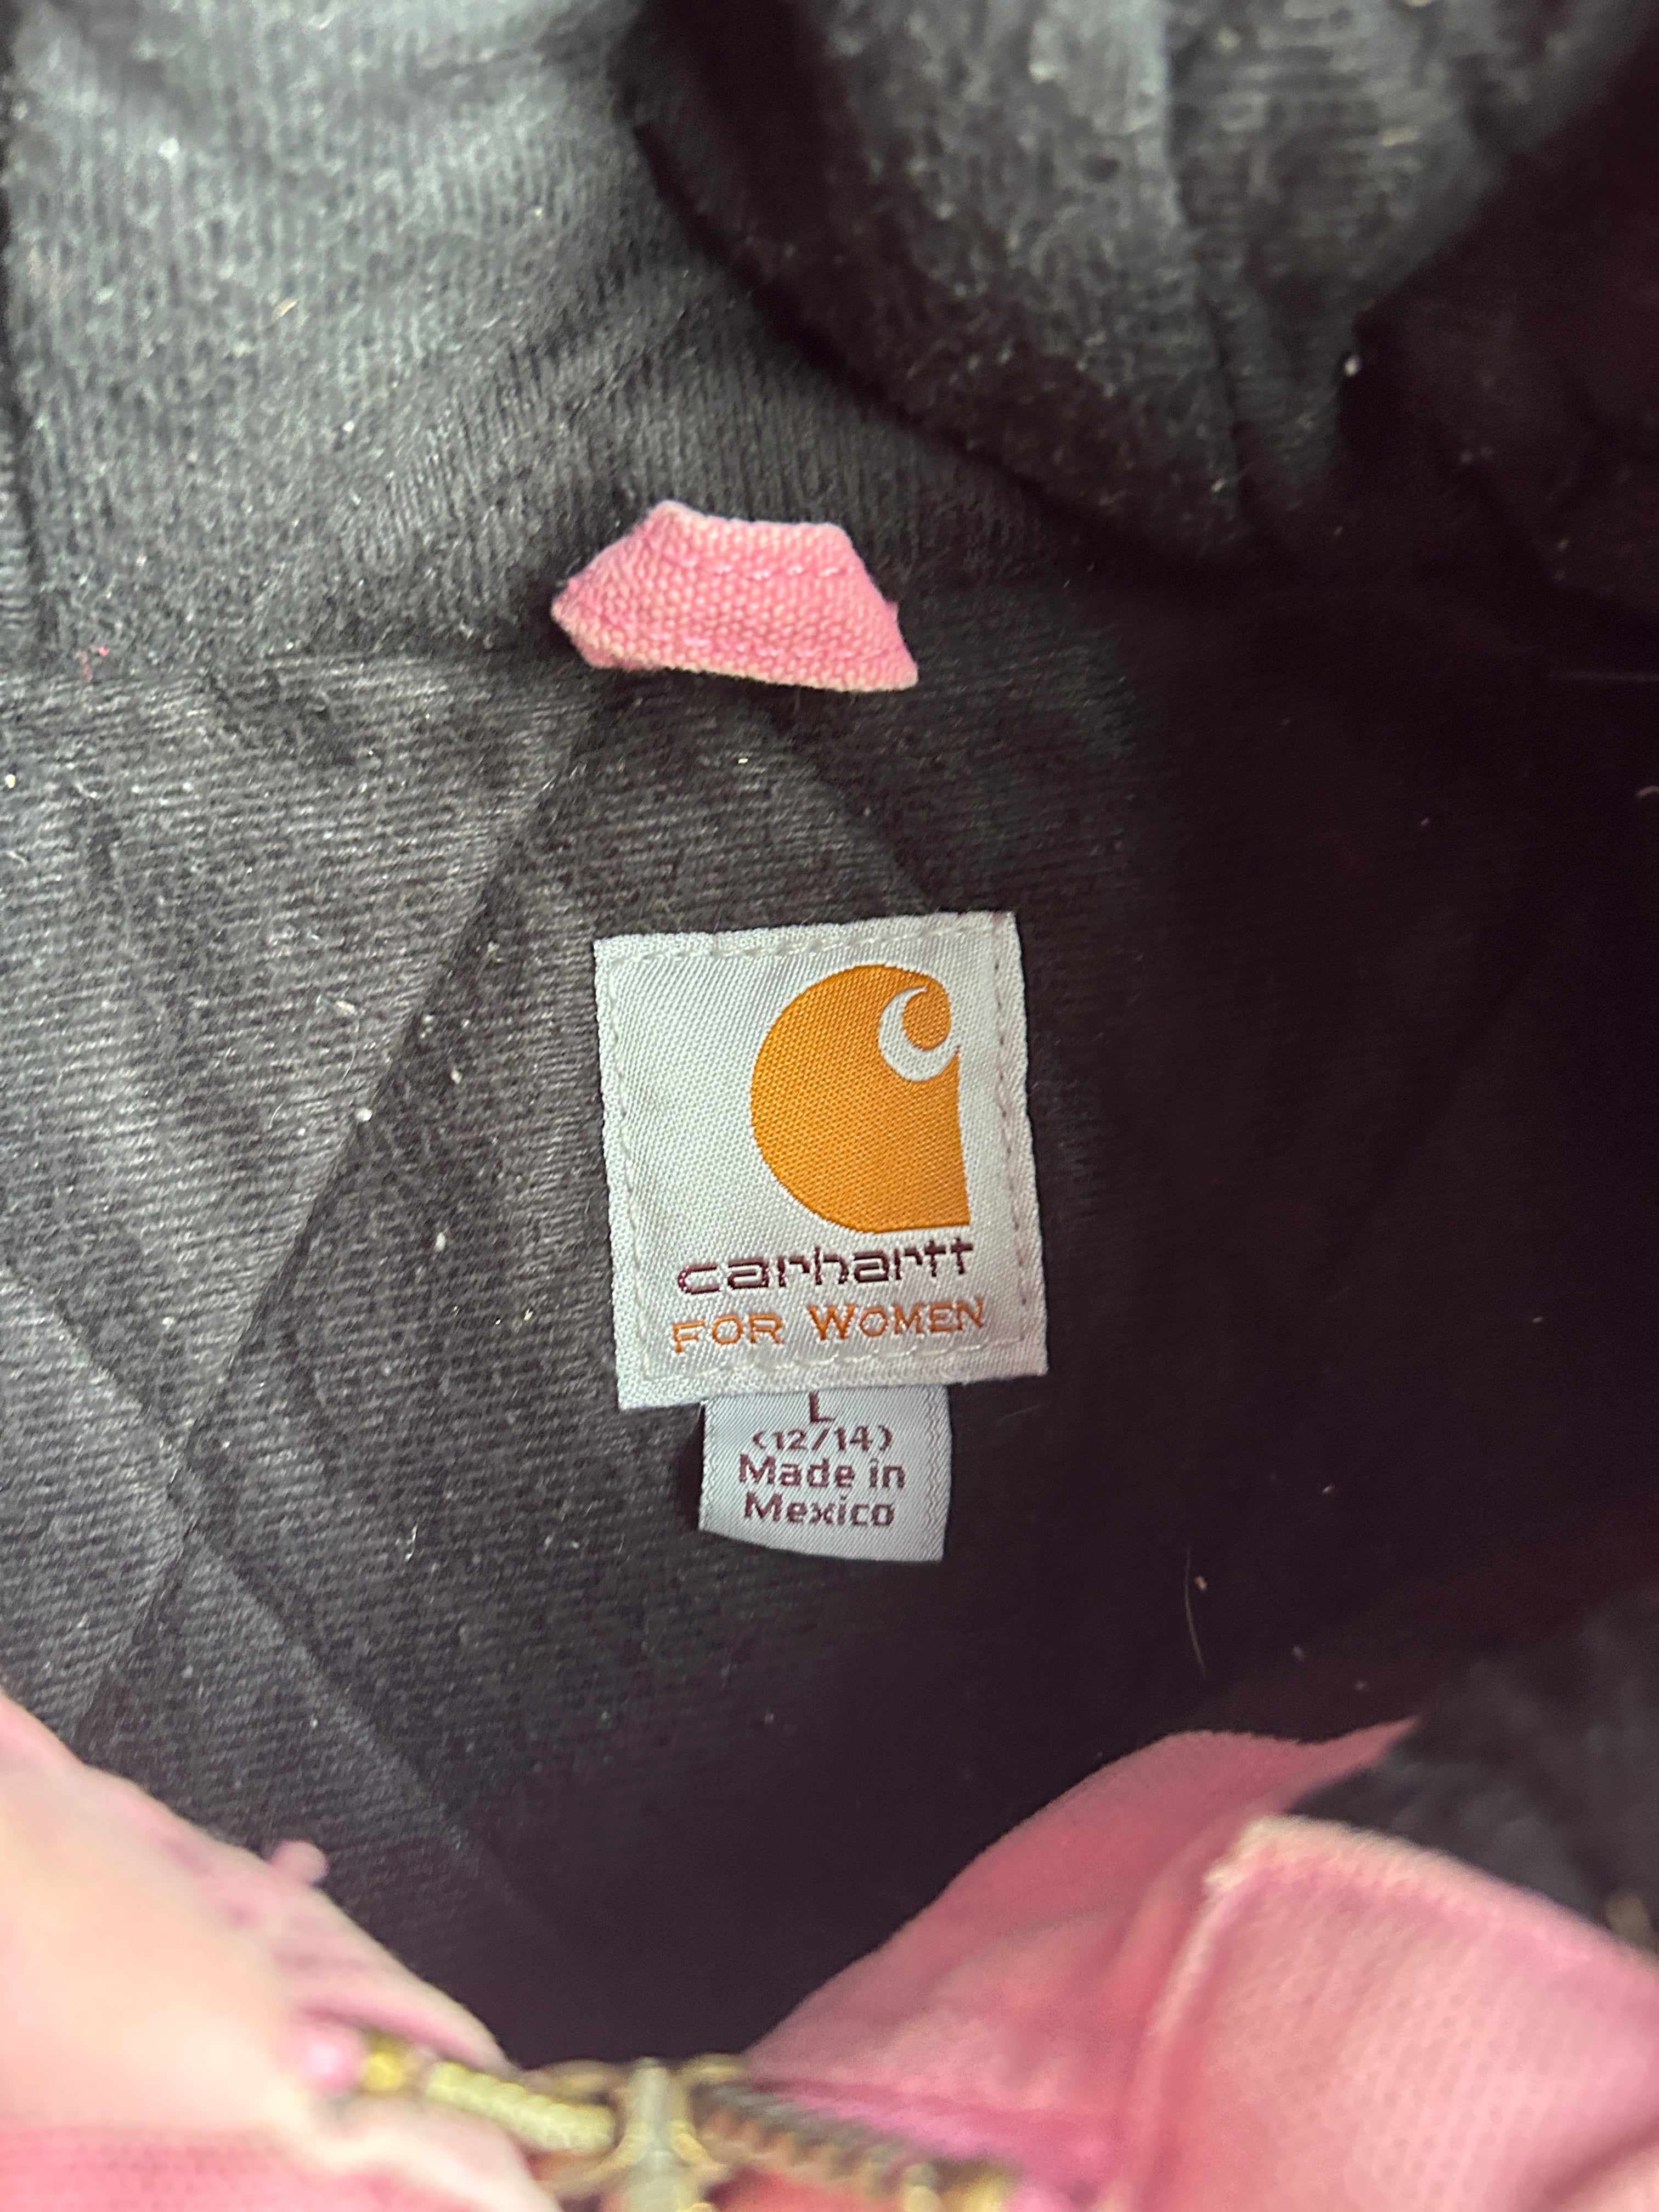 carhartt
FOR WOMEN
L
(12/14)
Made in
Mexico